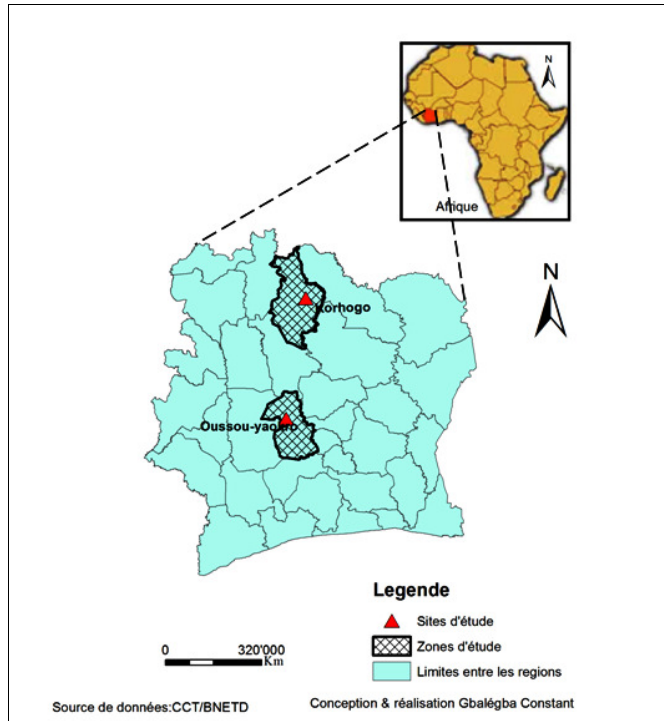 N
Afrique
N
Korhogo
Oussou-yaokro
Legende
Sites d'étude
Zones d'étude
Limites entre les regions
0 320'000
Km
Source de données:CCT/BNETD
Conception & réalisation Gbalégba Constant